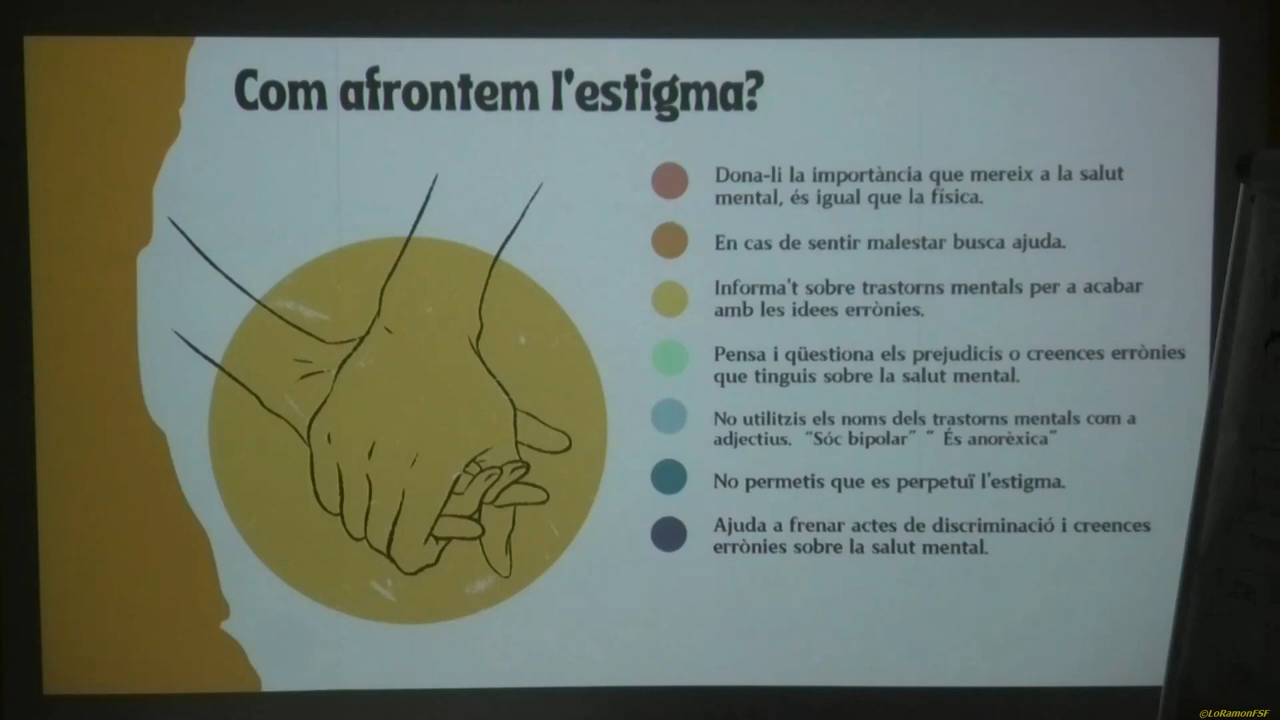 Com afrontem l'estigma?
Dona-li la importància que mereix a la salut
mental, és igual que la física.
En cas de sentir malestar busca ajuda.
Informa't sobre trastorns mentals per a acabar
amb les idees errònies.
Pensa i qüestiona els prejudicis o creences errònies
que tinguis sobre la salut mental.
No utilitzis els noms dels trastorns mentals com a
adjectius. “Sóc bipolar” “ És anorèxica”
No permetis que es perpetuï l'estigma.
Ajuda a frenar actes de discriminació i creences
errònies sobre la salut mental.
©LoRamonFSF